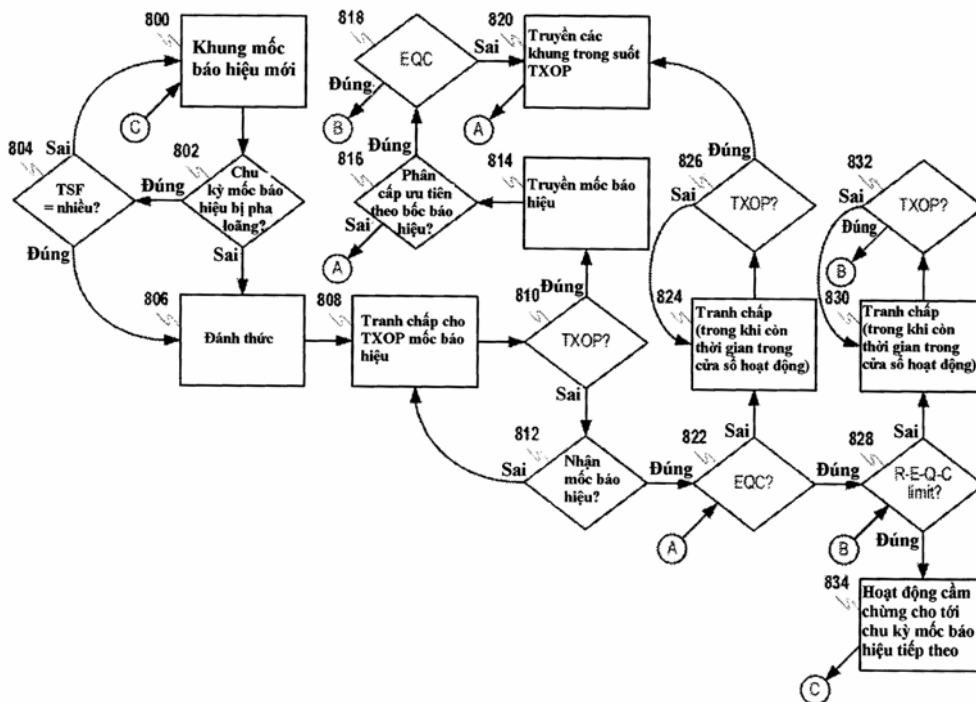 800
Khung mốc
báo hiệu mới
C
804
Sai
TSF
= nhiều?
Đúng
802
Đúng
Chu
kỳ mốc báo
hiệu bị pha
loãng?
Sai
806
Đánh thức
808
Tranh chấp cho
TXOP mốc báo
hiệu
810
Đúng
TXOP?
Sai
812
Sai
Nhận
mốc báo
hiệu?
Đúng
814
Truyền mốc báo
hiệu
816
Đúng
Phân
cấp ưu tiên
theo bốc báo
hiệu?
Sai
A
818
EQC
Sai
Đúng
B
820
Truyền các
khung trong suốt
TXOP
A
822
EQC?
Sai
Đúng
A
824
Tranh chấp
(trong khi còn
thời gian trong
cửa sổ hoạt động)
826
Đúng
Sai
TXOP?
828
Sai
R-E-Q-C
limit?
Đúng
B
830
Tranh chấp
(trong khi còn
thời gian trong
cửa sổ hoạt động)
832
Sai
TXOP?
Đúng
B
834
Hoạt động cầm
chừng cho tới
chu kỳ mốc báo
hiệu tiếp theo
C